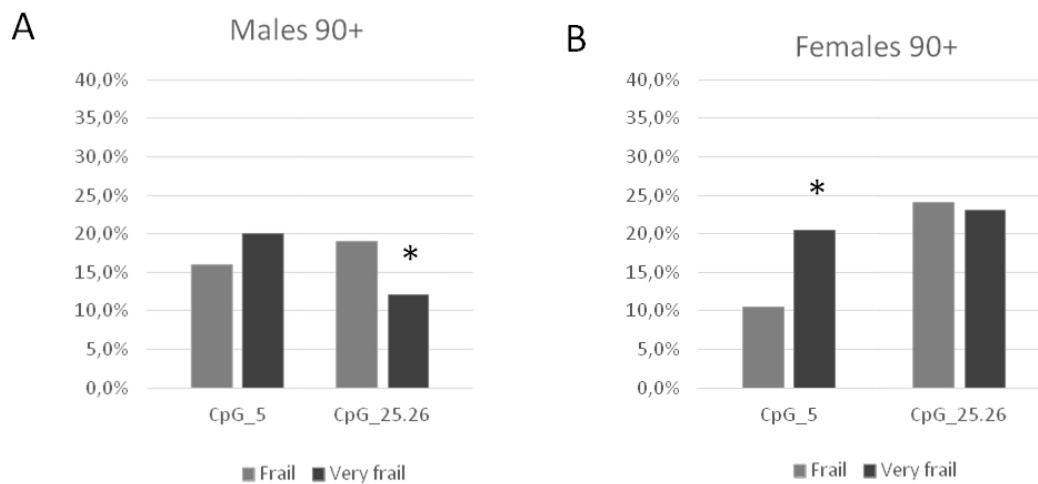 A
Males 90+
40,0%
35,0%
30,0%
25,0%
20,0%
15,0%
10,0%
5,0%
0,0%
*
CpG_5 CpG_25.26
Frail Very frail
B
Females 90+
40,0%
35,0%
30,0%
25,0%
20,0%
15,0%
10,0%
5,0%
0,0%
*
CpG_5 CpG_25.26
Frail Very frail